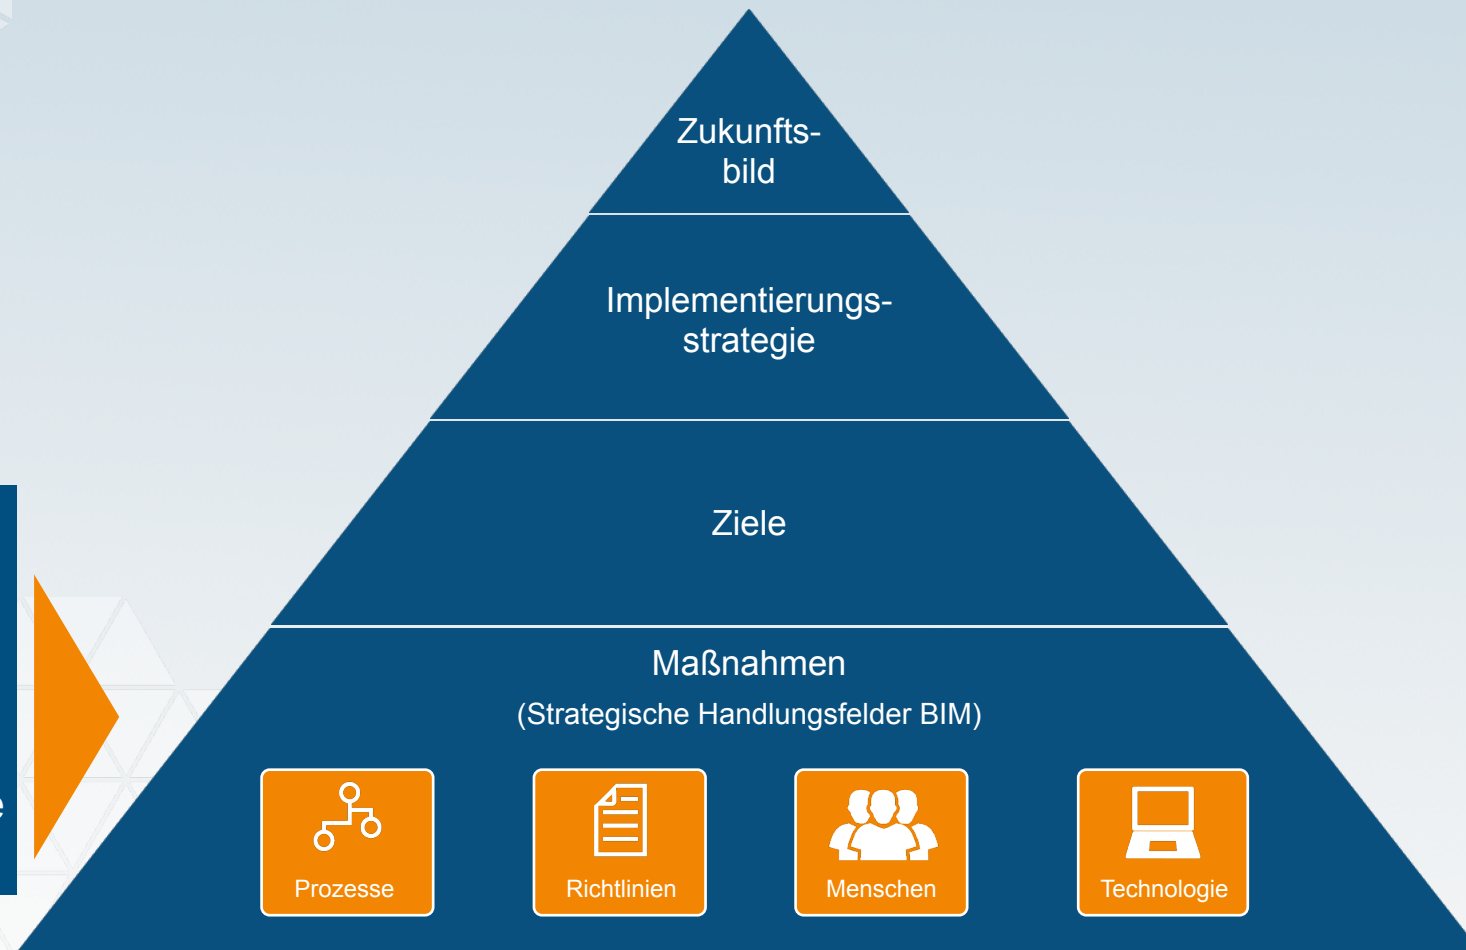 Zukunfts-
bild
Implementierungs-
strategie
Ziele
Maßnahmen
(Strategische Handlungsfelder BIM)
Prozesse
Richtlinien
Menschen
Technologie